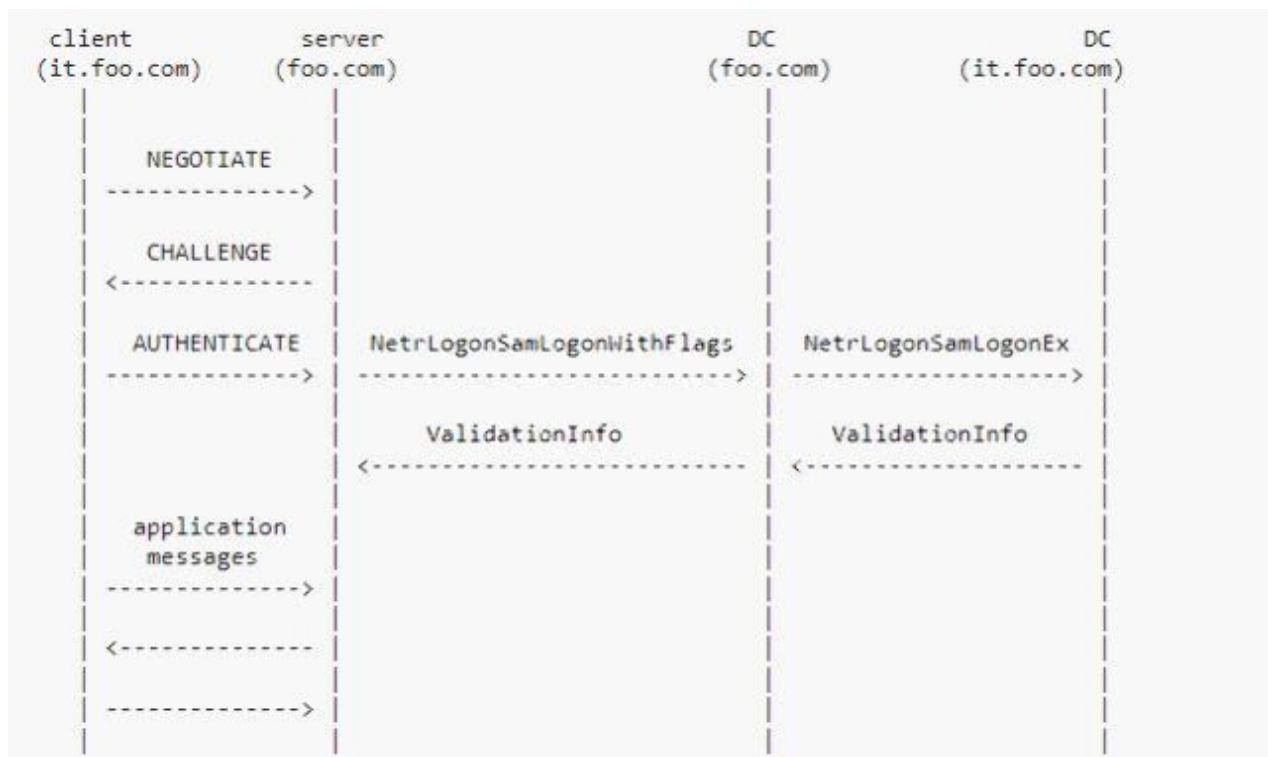 client server DC DC
(it.foo.com) (foo.com) (foo.com) (it.foo.com)
NEGOTIATE
CHALLENGE
AUTHENTICATE NetrLogonSamLogonWithFlags NetrLogonSamLogonEx
ValidationInfo ValidationInfo
application
messages